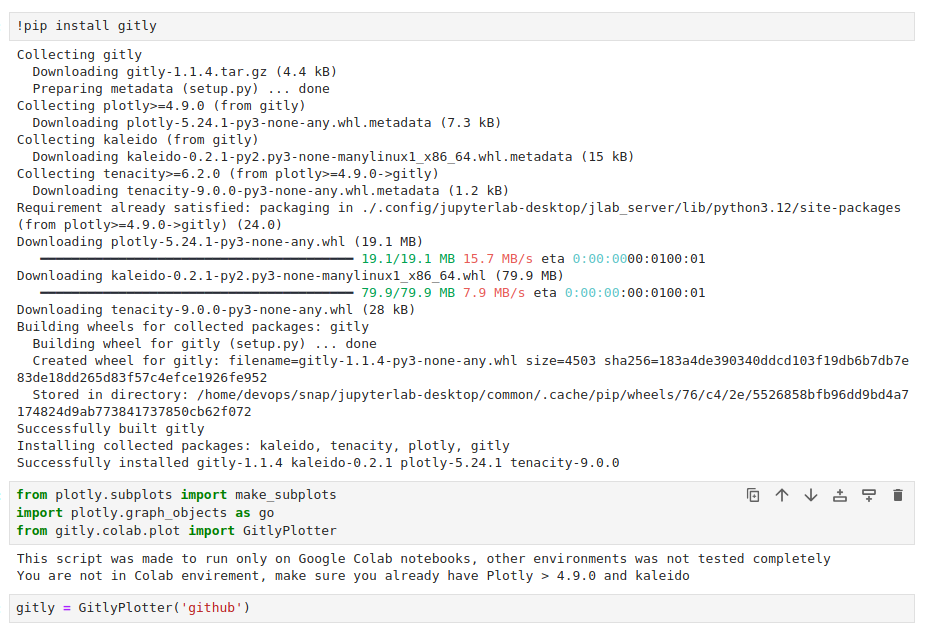 !pip install gitly
Collecting gitly
  Downloading gitly-1.1.4.tar.gz (4.4 kB)
  Preparing metadata (setup.py) ... done
Collecting plotly>=4.9.0 (from gitly)
  Downloading plotly-5.24.1-py3-none-any.whl.metadata (7.3 kB)
Collecting kaleido (from gitly)
  Downloading kaleido-0.2.1-py2.py3-none-manylinux1_x86_64.whl.metadata (15 kB)
Collecting tenacity>=6.2.0 (from plotly>=4.9.0->gitly)
  Downloading tenacity-9.0.0-py3-none-any.whl.metadata (1.2 kB)
Requirement already satisfied: packaging in ./.config/jupyterlab-desktop/jlab_server/lib/python3.12/site-packages
(from plotly>=4.9.0->gitly) (24.0)
Downloading plotly-5.24.1-py3-none-any.whl (19.1 MB)
19.1/19.1 MB 15.7 MB/s eta 0:00:0000:0100:01
Downloading kaleido-0.2.1-py2.py3-none-manylinux1_x86_64.whl (79.9 MB)
79.9/79.9 MB 7.9 MB/s eta 0:00:00:00:0100:01
Downloading tenacity-9.0.0-py3-none-any.whl (28 kB)
Building wheels for collected packages: gitly
  Building wheel for gitly (setup.py) ... done
  Created wheel for gitly: filename=gitly-1.1.4-py3-none-any.whl size=4503 sha256=183a4de390340ddcd103f19db6b7db7e
83de18dd265d83f57c4efce1926fe952
  Stored in directory: /home/devops/snap/jupyterlab-desktop/common/.cache/pip/wheels/76/c4/2e/5526858bfb96dd9bd4a7
174824d9ab773841737850cb62f072
Successfully built gitly
Installing collected packages: kaleido, tenacity, plotly, gitly
Successfully installed gitly-1.1.4 kaleido-0.2.1 plotly-5.24.1 tenacity-9.0.0
from plotly.subplots import make_subplots
import plotly.graph_objects as go
from gitly.colab.plot import GitlyPlotter
This script was made to run only on Google Colab notebooks, other environments was not tested completely
You are not in Colab envirement, make sure you already have Plotly > 4.9.0 and kaleido
gitly = GitlyPlotter('github')